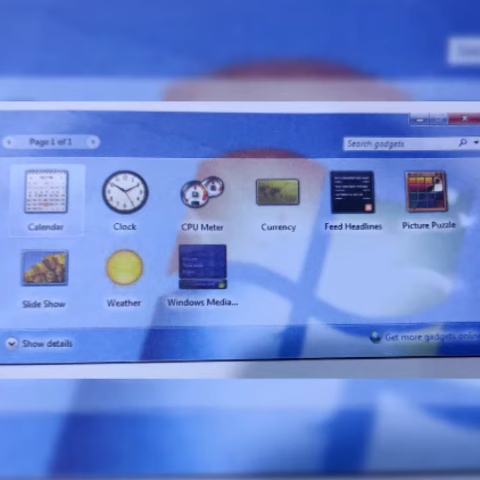 Page 1 of 1
Search gadgets
Calendar
Clock
CPU Meter
Currency
Feed Headlines
Picture Puzzle
Slide Show
Weather
Windows Media...
Show details
Get more gadgets online